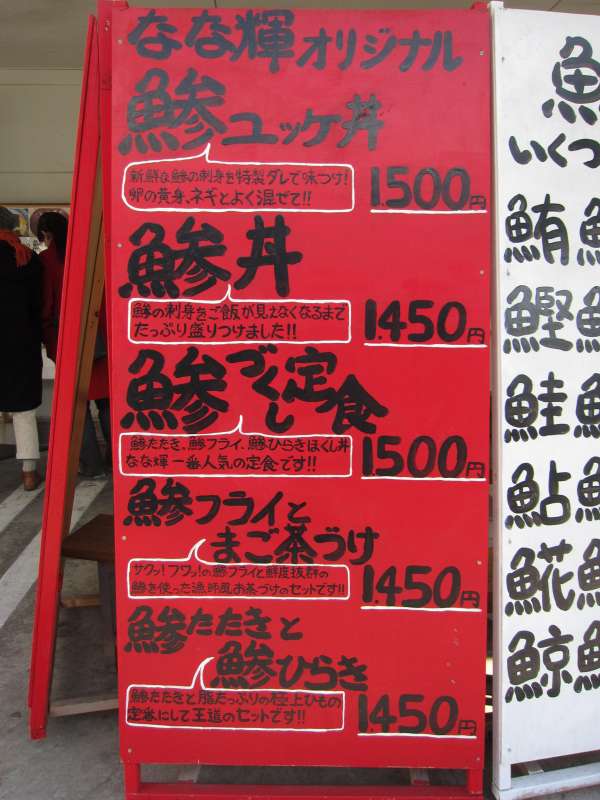 なな輝オリジナル
鯵ユッケ丼
新鮮な鯵の刺身を特製ダレで味つけ!
卵の黄身、ネギとよく混ぜて!!
1.500円
鯵丼
鯵の刺身をご飯が見えなくなるまで
たっぷり盛りつけました!!
1.450円
鯵づくし定食
鯵たたき、鯵フライ、鯵ひらきほぐし丼
なな輝一番人気の定食です!!
1.500円
鯵フライと
まご茶づけ
サクッ!フワッ!の鯵フライと鮮度抜群の
鯵を使った漁師風お茶づけのセットです!!
1.450円
鯵たたきと
鯵ひらき
鯵たたきと脂たっぷりの極上ひもの
定番にして王道のセットです!!
1.450円
いくつ
鮪
鰹
鮭
鮎
鯨